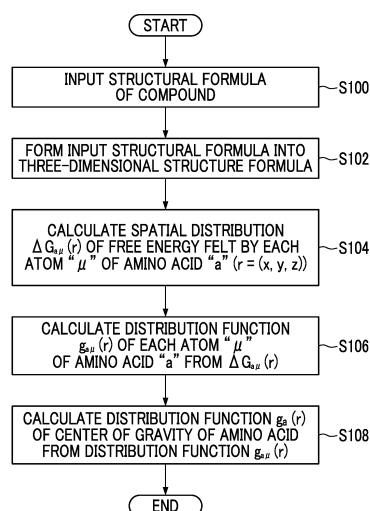 START
INPUT STRUCTURAL FORMULA
OF COMPOUND
S100
FORM INPUT STRUCTURAL FORMULA INTO
THREE-DIMENSIONAL STRUCTURE FORMULA
S102
CALCULATE SPATIAL DISTRIBUTION
ΔGaμ(r) OF FREE ENERGY FELT BY EACH
ATOM “μ” OF AMINO ACID “a” (r = (x, y, z))
S104
CALCULATE DISTRIBUTION FUNCTION
gaμ(r) OF EACH ATOM “μ”
OF AMINO ACID “a” FROM ΔGaμ(r)
S106
CALCULATE DISTRIBUTION FUNCTION ga(r)
OF CENTER OF GRAVITY OF AMINO ACID
FROM DISTRIBUTION FUNCTION gaμ(r)
S108
END